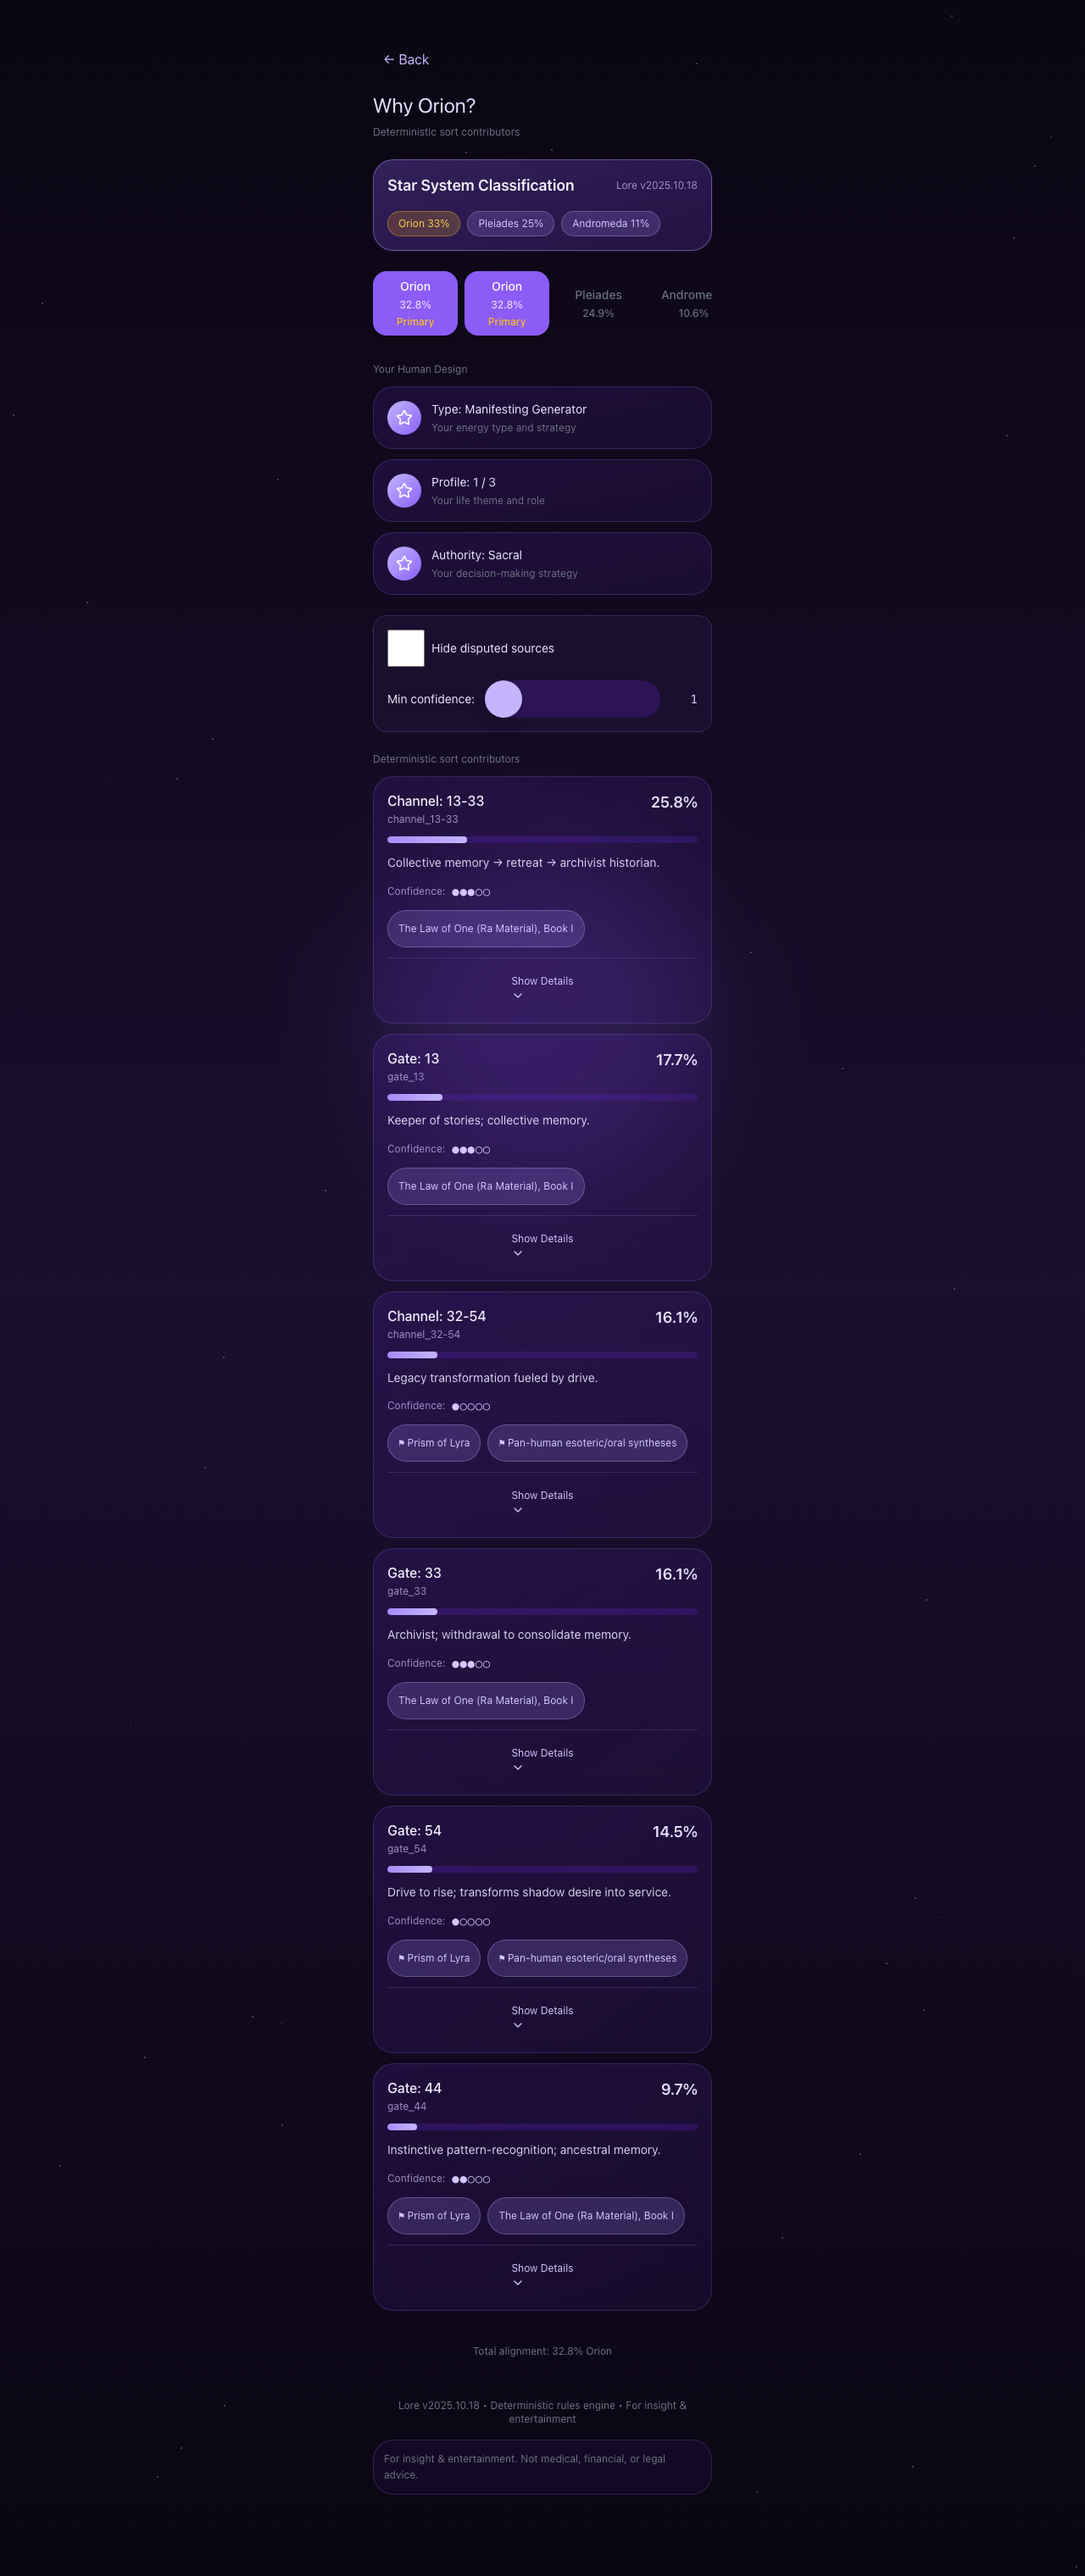 ← Back
Why Orion?
Deterministic sort contributors
Star System Classification
Lore v2025.10.18
Orion 33%
Pleiades 25%
Andromeda 11%
Orion
32.8%
Primary
Orion
32.8%
Primary
Pleiades
24.9%
Androme
10.6%
Your Human Design
Type: Manifesting Generator
Your energy type and strategy
Profile: 1 / 3
Your life theme and role
Authority: Sacral
Your decision-making strategy
Hide disputed sources
Min confidence:
1
Deterministic sort contributors
Channel: 13-33
25.8%
channel_13-33
Collective memory → retreat → archivist historian.
Confidence: ●●●○○
The Law of One (Ra Material), Book I
Show Details
Gate: 13
17.7%
gate_13
Keeper of stories; collective memory.
Confidence: ●●●○○
The Law of One (Ra Material), Book I
Show Details
Channel: 32-54
16.1%
channel_32-54
Legacy transformation fueled by drive.
Confidence: ●○○○○
⚑ Prism of Lyra
⚑ Pan-human esoteric/oral syntheses
Show Details
Gate: 33
16.1%
gate_33
Archivist; withdrawal to consolidate memory.
Confidence: ●●●○○
The Law of One (Ra Material), Book I
Show Details
Gate: 54
14.5%
gate_54
Drive to rise; transforms shadow desire into service.
Confidence: ●○○○○
⚑ Prism of Lyra
⚑ Pan-human esoteric/oral syntheses
Show Details
Gate: 44
9.7%
gate_44
Instinctive pattern-recognition; ancestral memory.
Confidence: ●●○○○
⚑ Prism of Lyra
The Law of One (Ra Material), Book I
Show Details
Total alignment: 32.8% Orion
Lore v2025.10.18 • Deterministic rules engine • For insight &
entertainment
For insight & entertainment. Not medical, financial, or legal
advice.